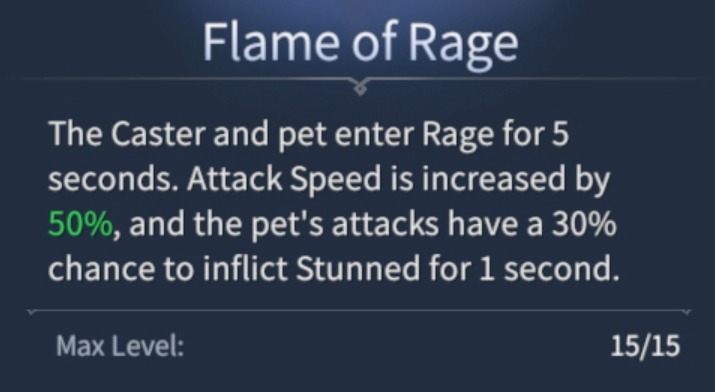 Flame of Rage
The Caster and pet enter Rage for 5
seconds. Attack Speed is increased by
50%, and the pet's attacks have a 30%
chance to inflict Stunned for 1 second.
Max Level: 15/15